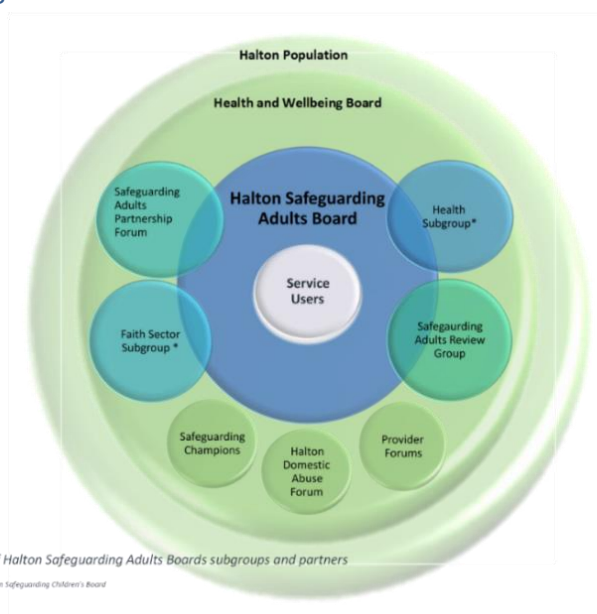 Halton Population
Health and Wellbeing Board
Safeguarding
Adults
Partnership
Forum
Halton Safeguarding
Adults Board
Health
Subgroup*
Service
Users
Faith Sector
Subgroup *
Safegaurding
Adults Review
Group
Safeguarding
Champions
Halton
Domestic
Abuse
Forum
Provider
Forums
Halton Safeguarding Adults Boards subgroups and partners
Safeguarding Children's Board